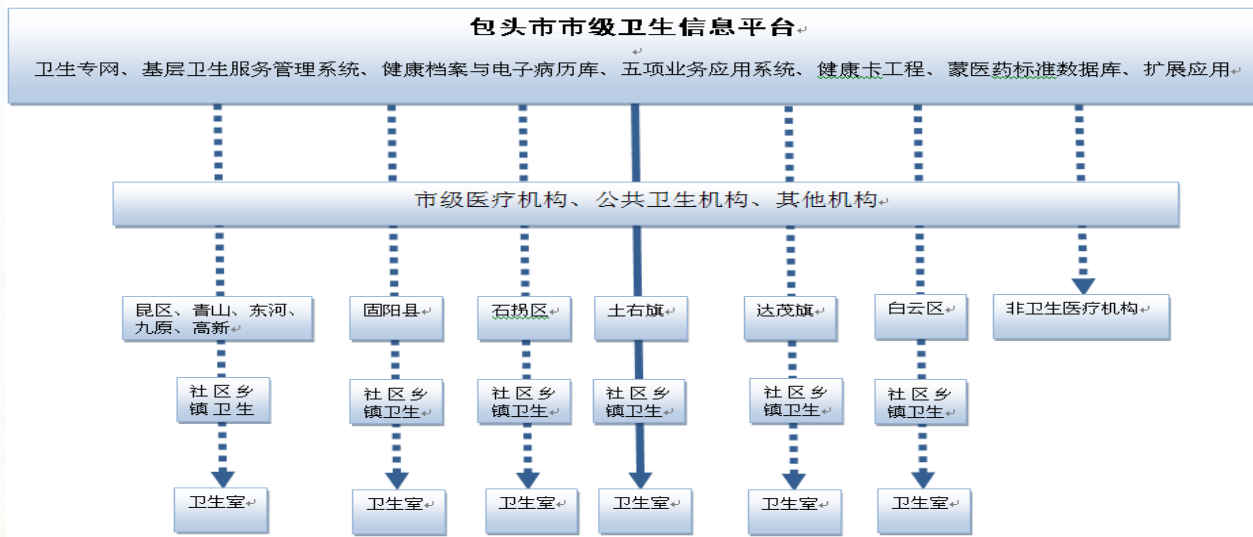 包头市市级卫生信息平台
卫生专网、基层卫生服务管理系统、健康档案与电子病历库、五项业务应用系统、健康卡工程、蒙医药标准数据库、扩展应用
市级医疗机构、公共卫生机构、其他机构
昆区、青山、东河、
九原、高新
固阳县
石拐区
土右旗
达茂旗
白云区
非卫生医疗机构
社区乡
镇卫生
社区乡
镇卫生
社区乡
镇卫生
社区乡
镇卫生
社区乡
镇卫生
社区乡
镇卫生
卫生室
卫生室
卫生室
卫生室
卫生室
卫生室